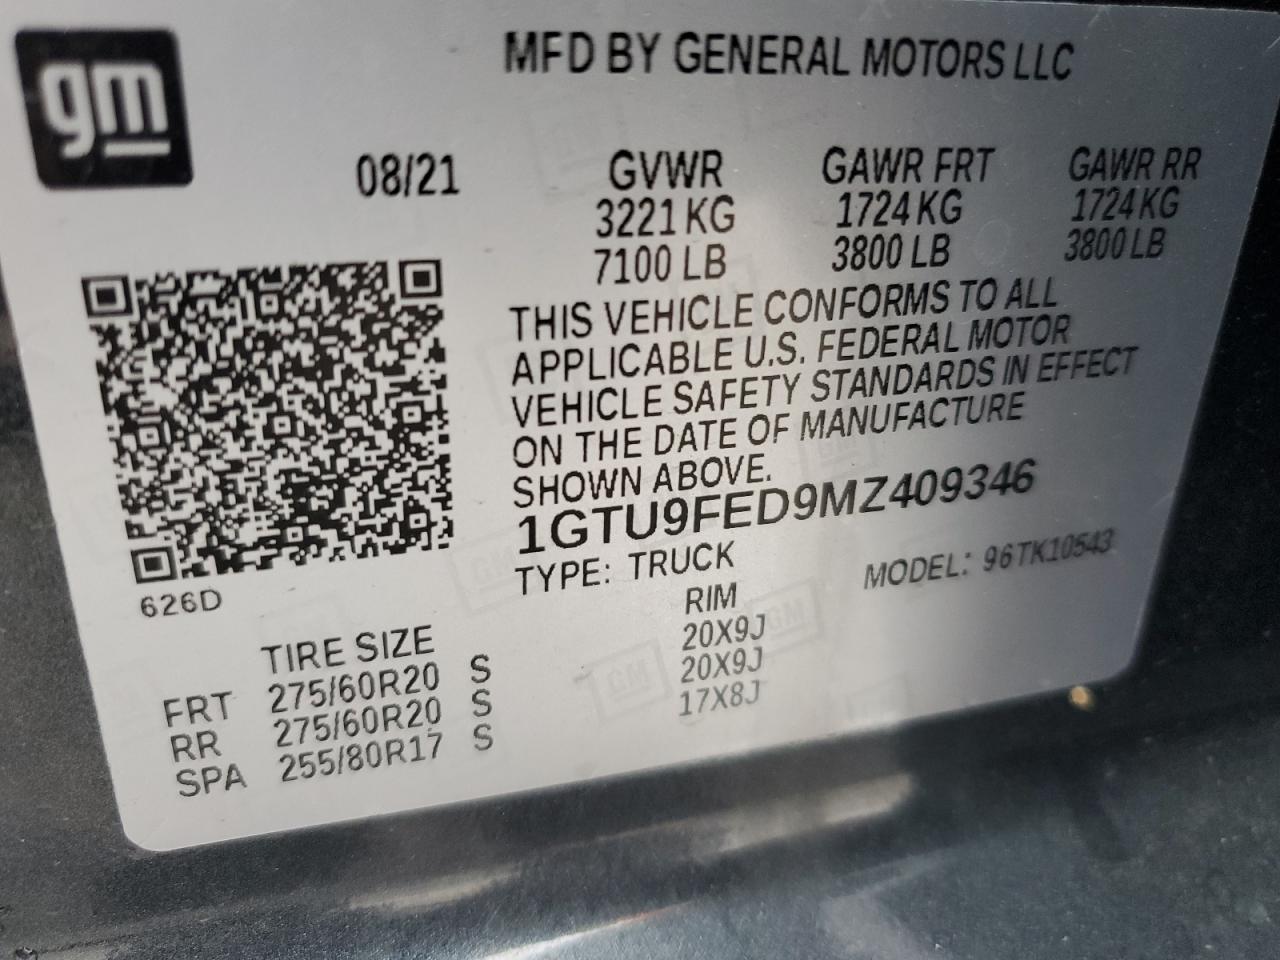 gm
MFD BY GENERAL MOTORS LLC
08/21 GVWR GAWR FRT GAWR RR
3221 KG 1724 KG 1724 KG
7100 LB 3800 LB 3800 LB
THIS VEHICLE CONFORMS TO ALL
APPLICABLE U.S. FEDERAL MOTOR
VEHICLE SAFETY STANDARDS IN EFFECT
ON THE DATE OF MANUFACTURE
SHOWN ABOVE.
1GTU9FED9MZ409346
TYPE: TRUCK MODEL: 96TK10543
626D
TIRE SIZE RIM
FRT 275/60R20 S 20X9J
RR 275/60R20 S 20X9J
SPA 255/80R17 S 17X8J